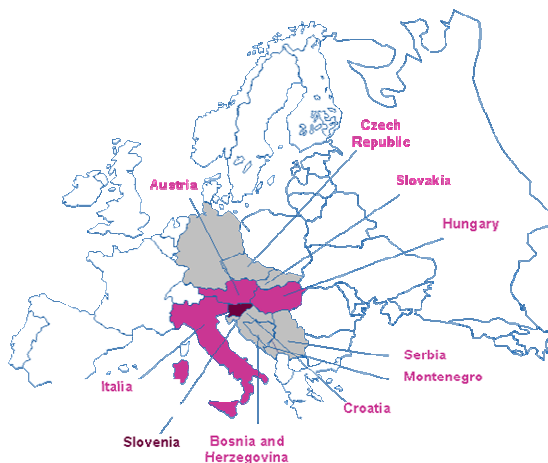 Czech
Republic
Austria
Slovakia
Hungary
Serbia
Montenegro
Italia
Croatia
Slovenia
Bosnia and
Herzegovina